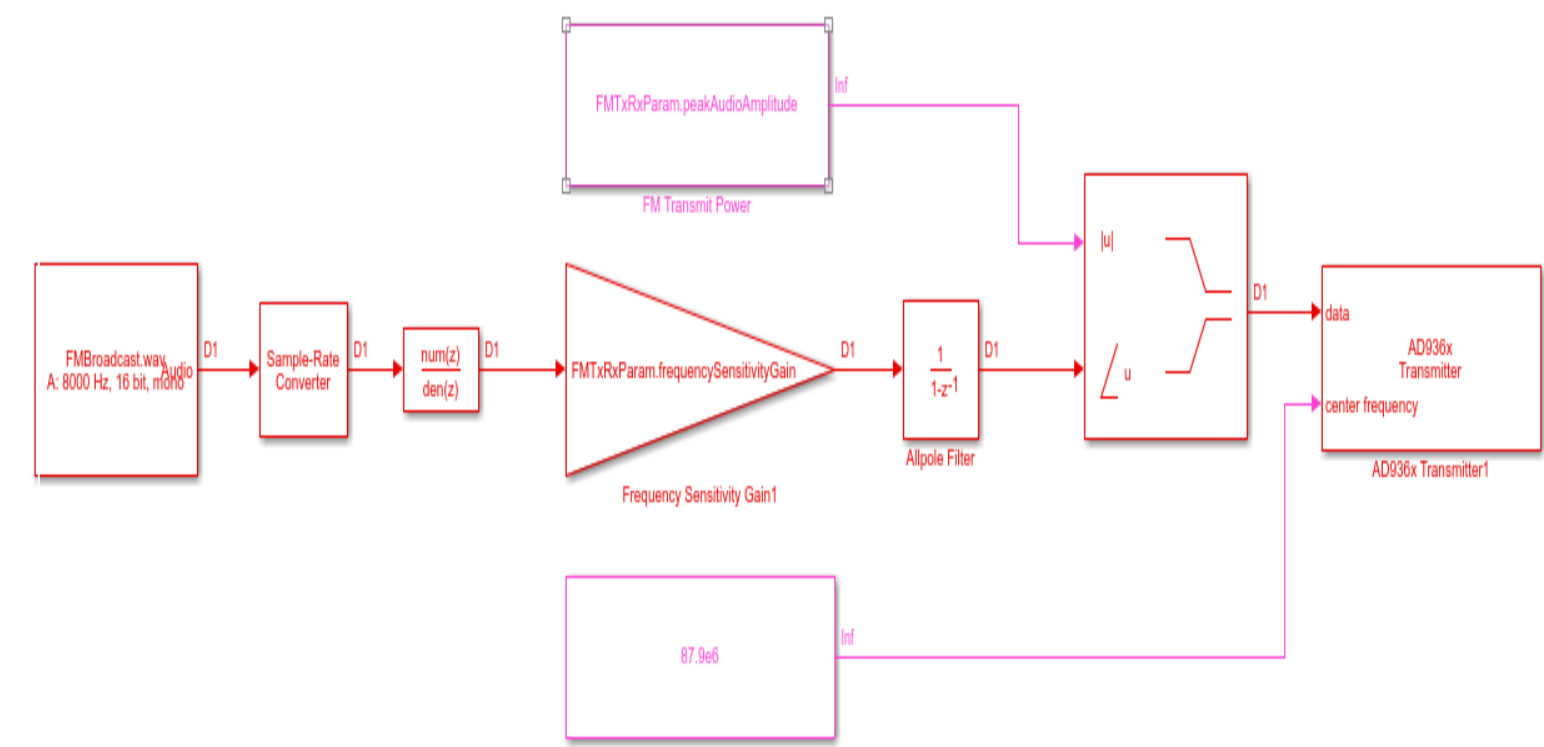 FMTxRxParam.peakAudioAmplitude
Inf
FM Transmit Power
FMBroadcast.wav
A: 8000 Hz, 16 bit, mono
Audio
D1
Sample-Rate
Converter
D1
num(z)
den(z)
D1
FMTxRxParam.frequencySensitivityGain
Frequency Sensitivity Gain1
D1
1
1-z-1
Allpole Filter
D1
|u|
u
D1
data
AD936x
Transmitter
center frequency
AD936x Transmitter1
87.9e6
Inf